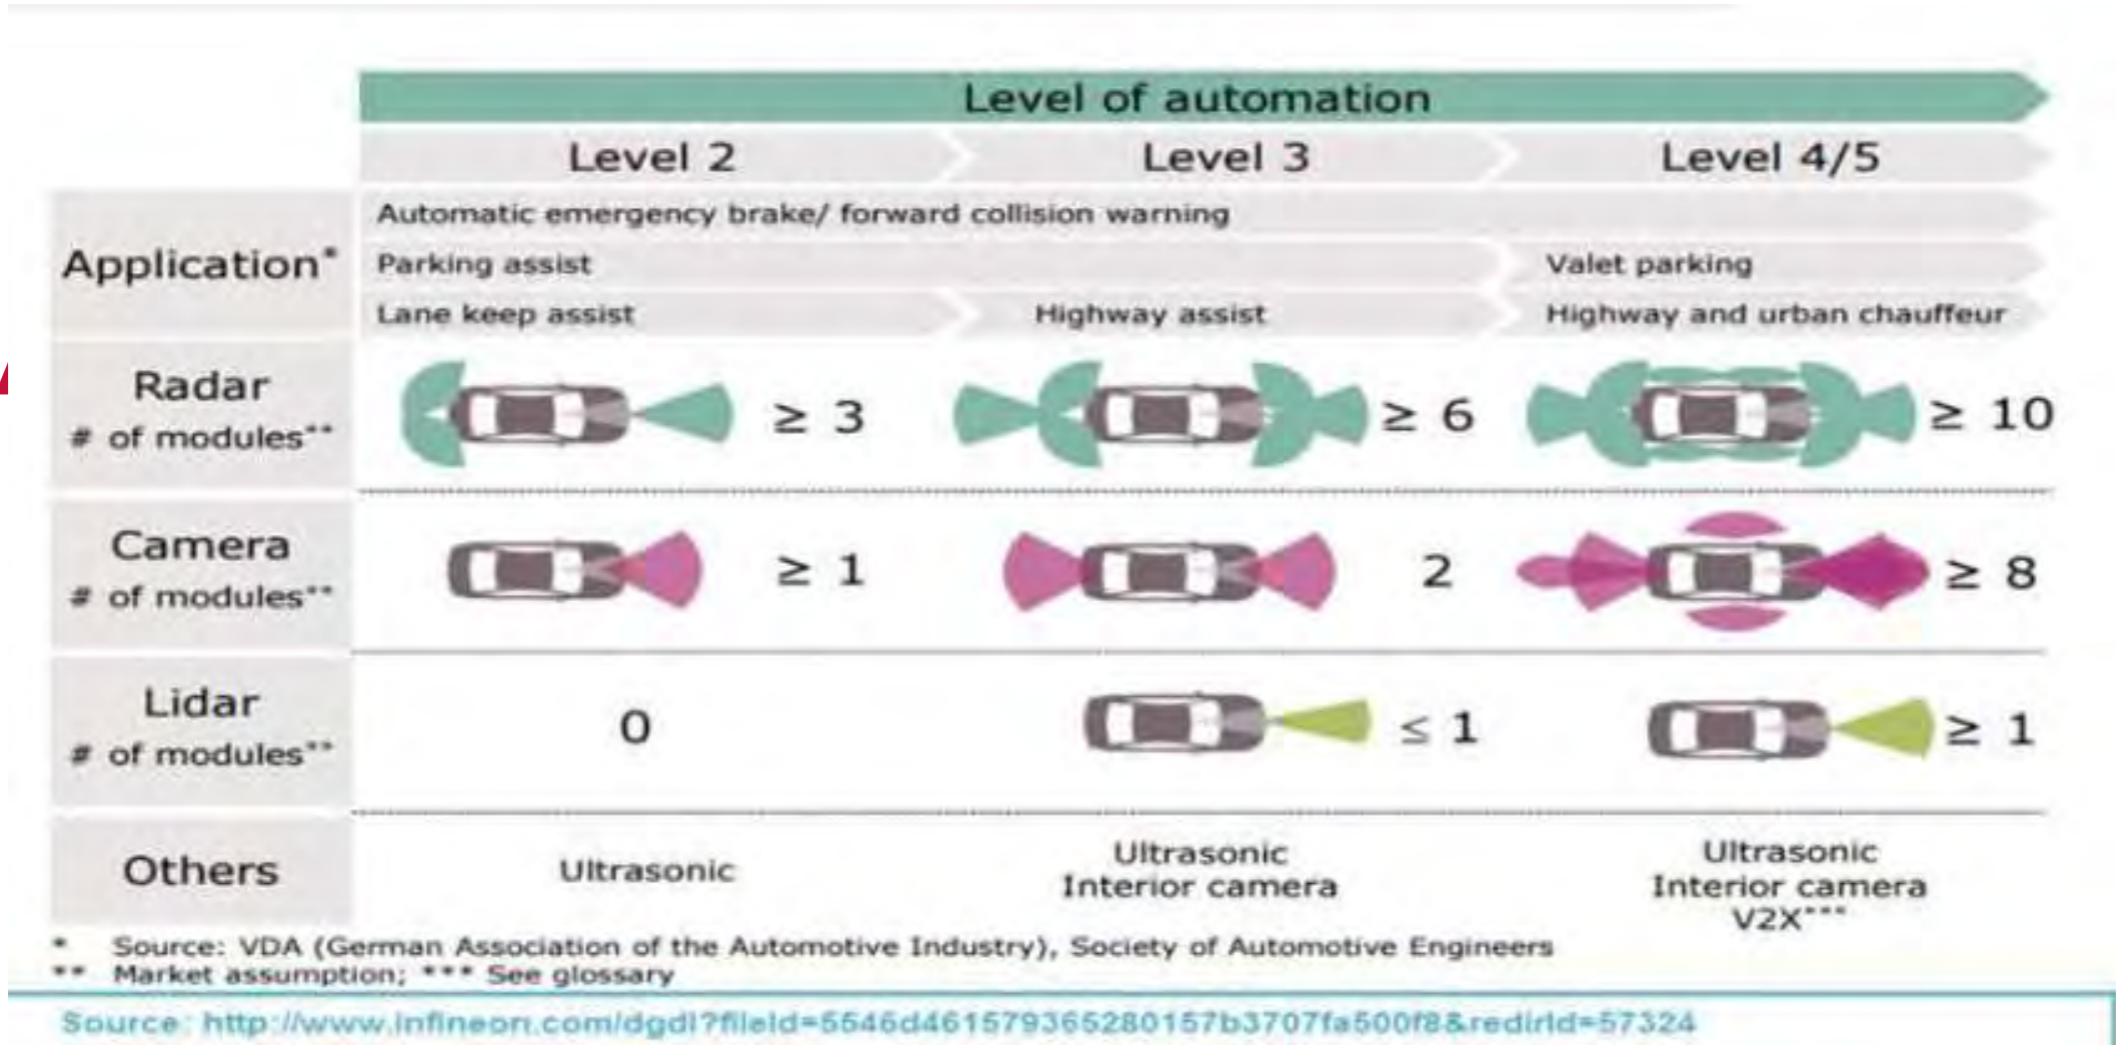 Level of automation
Level 2 Level 3 Level 4/5
Application*
Automatic emergency brake/ forward collision warning
Parking assist Valet parking
Lane keep assist Highway assist Highway and urban chauffeur
Radar
# of modules**
≥ 3 ≥ 6 ≥ 10
Camera
# of modules**
≥ 1 2 ≥ 8
Lidar
# of modules**
0 ≤ 1 ≥ 1
Others
Ultrasonic
Ultrasonic
Interior camera
Ultrasonic
Interior camera
V2X***
* Source: VDA (German Association of the Automotive Industry), Society of Automotive Engineers
** Market assumption; *** See glossary
Source: http://www.infineon.com/dgdl?fileId=5546d461579365280157b3707fa500f8&redirId=57324